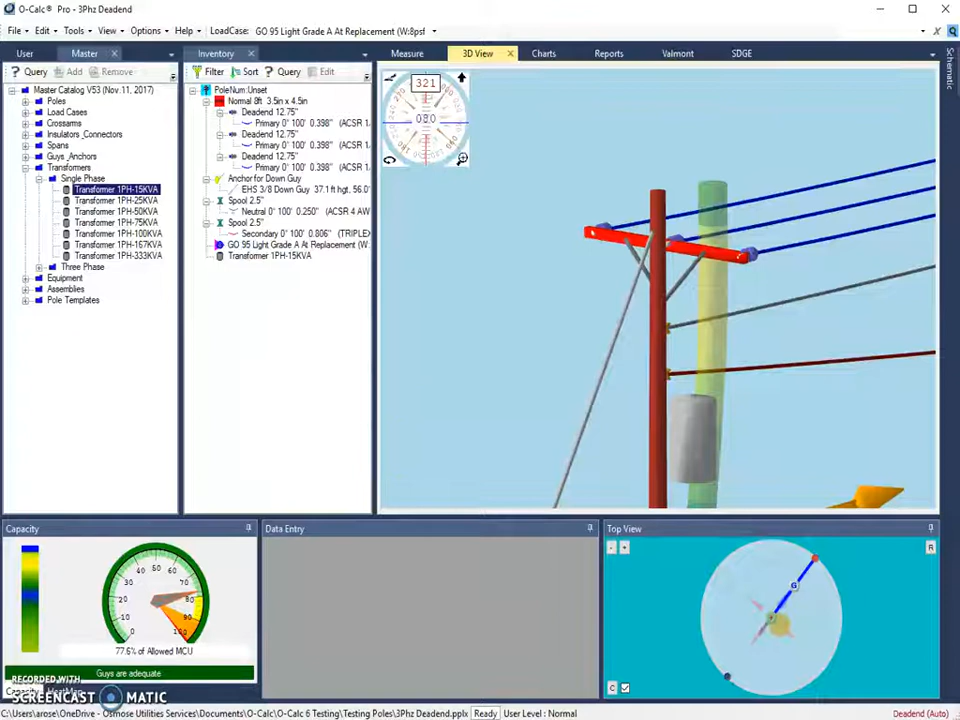 O-Calc® Pro - 3Phz Deadend
File Edit Tools View Options Help LoadCase: GO 95 Light Grade A At Replacement (W:8psf
User Master Inventory Measure 3D View Charts Reports Valmont SDGE
Schematic
Query Add Remove
Filter Sort Query Edit
Master Catalog V53 (Nov.11, 2017)
Poles
Load Cases
Crossarms
Insulators_Connectors
Spans
Guys_Anchors
Transformers
Single Phase
Transformer 1PH-15KVA
Transformer 1PH-25KVA
Transformer 1PH-50KVA
Transformer 1PH-75KVA
Transformer 1PH-100KVA
Transformer 1PH-167KVA
Transformer 1PH-333KVA
Three Phase
Equipment
Assemblies
Pole Templates
PoleNum:Unset
Normal 8ft 3.5in x 4.5in
Deadend 12.75"
Primary 0° 100' 0.398" (ACSR 1
Deadend 12.75"
Primary 0° 100' 0.398" (ACSR 1
Deadend 12.75"
Primary 0° 100' 0.398" (ACSR 1
Anchor for Down Guy
EHS 3/8 Down Guy 37.1ft hgt, 56.0
Spool 2.5"
Neutral 0° 100' 0.250" (ACSR 4 AW
Spool 2.5"
Secondary 0° 100' 0.806" (TRIPLE
GO 95 Light Grade A At Replacement (W:
Transformer 1PH-15KVA
321
Capacity
0 10 20 30 40 50 60 70 80 90 100
77.6% of Allowed MCU
Guys are adequate
Data Entry
Top View
- +
R
G
C
RECORDED WITH
SCREENCAST MATIC
C:\Users\arose\OneDrive - Osmose Utilities Services\Documents\O-Calc\O-Calc 6 Testing\Testing Poles\3Phz Deadend.pplx Ready User Level : Normal Deadend (Auto)